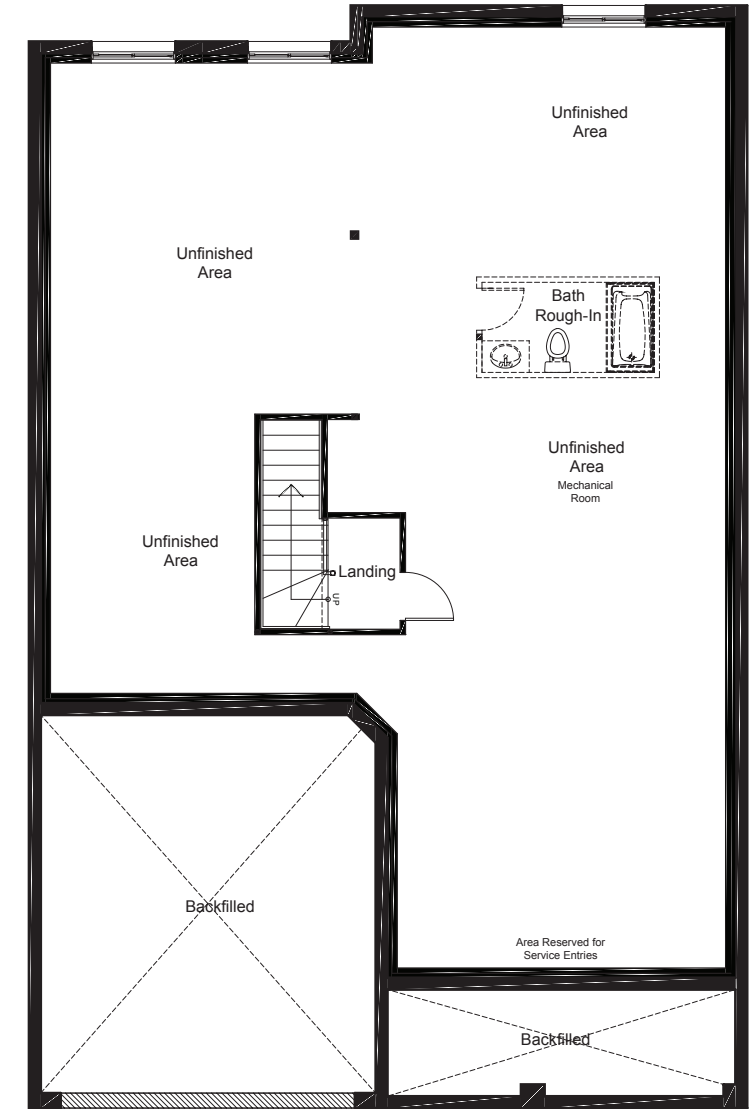 Unfinished
Area
Unfinished
Area
Bath
Rough-In
Unfinished
Area
Mechanical
Room
Unfinished
Area
Landing
UP
Backfilled
Area Reserved for
Service Entries
Backfilled